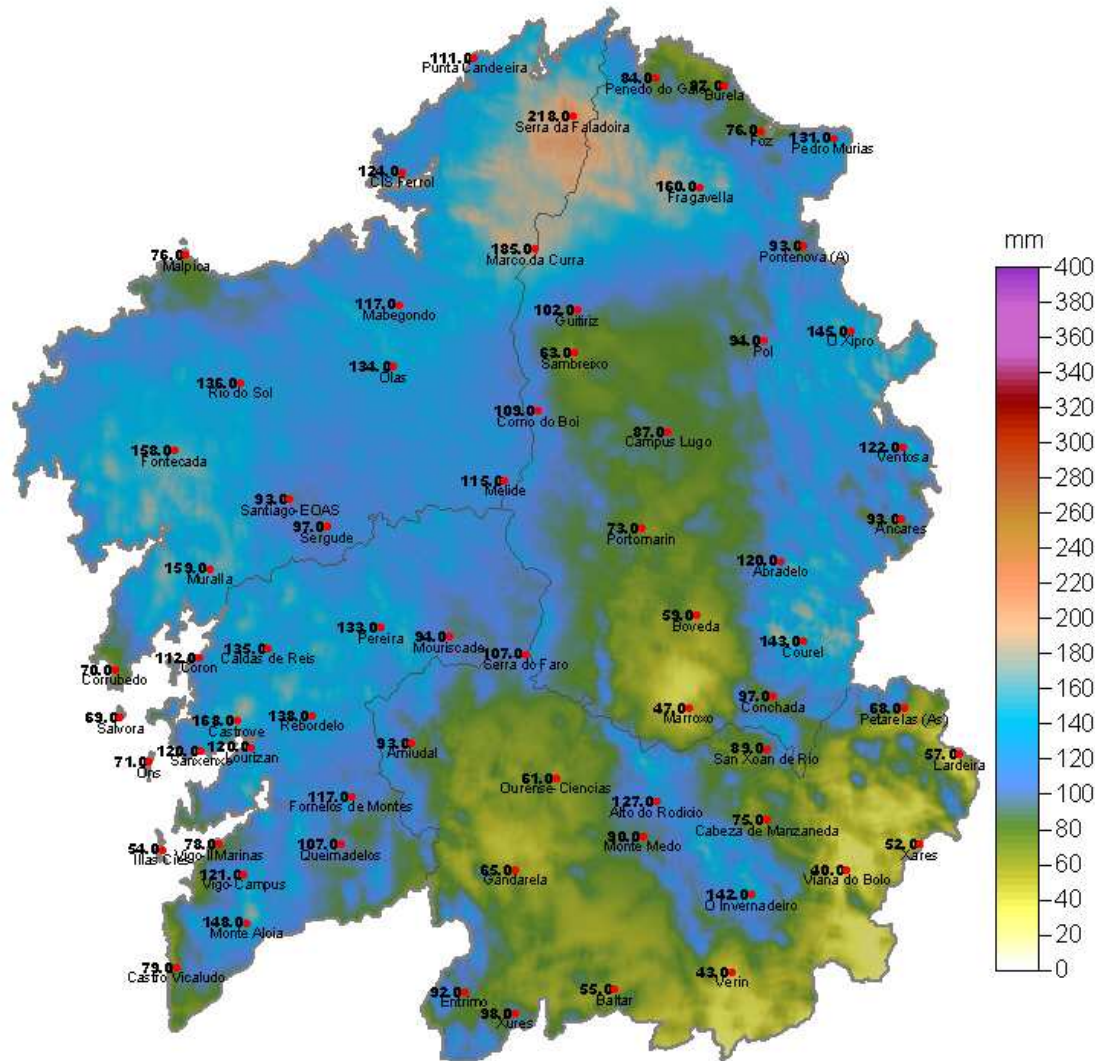 111.0
Punta Candeeira
84.0
Penedo do Galo
Burela
218.0
Serra da Faladoira
76.0
Foz
131.0
Pedro Murias
124.0
CIS Ferrol
160.0
Fragavella
76.0
Malpica
185.0
Marco da Curra
93.0
Pontenova (A)
mm
400
380
360
340
320
300
280
260
240
220
200
180
160
140
120
100
80
60
40
20
0
117.0
Mabegondo
102.0
Guitiriz
94.0
Pol
145.0
O Xipro
63.0
Sambreixo
134.0
Olas
136.0
Rio do Sol
109.0
Corno do Boi
87.0
Campus Lugo
158.0
Fontecada
122.0
Ventosa
115.0
Melide
93.0
Santiago-EOAS
97.0
Sergude
73.0
Portomarin
93.0
Ancares
159.0
Muralla
120.0
Abradelo
59.0
Boveda
133.0
Pereira
94.0
Mouriscade
143.0
Courel
135.0
Caldas de Reis
112.0
Coron
107.0
Serra do Faro
70.0
Corrubedo
97.0
Conchada
47.0
Marroxo
68.0
Petarelas (As)
69.0
Salvora
168.0
Castrove
138.0
Rebordelo
120.0
Sanxenxo
120.0
Lourizan
93.0
Amiudal
89.0
San Xoan de Rio
57.0
Lardeira
71.0
Ons
61.0
Ourense-Ciencias
117.0
Fornelos de Montes
127.0
Alto do Rodicio
75.0
Cabeza de Manzaneda
54.0
Illas Cies
78.0
107.0
Queimadelos
90.0
Monte Medo
52.0
Xares
121.0
Vigo-Campus
65.0
Gandarela
40.0
Viana do Bolo
142.0
O Invernadeiro
148.0
Monte Aloia
79.0
Castro Vicaludo
43.0
Verin
92.0
Entrimo
55.0
Baltar
98.0
Xures